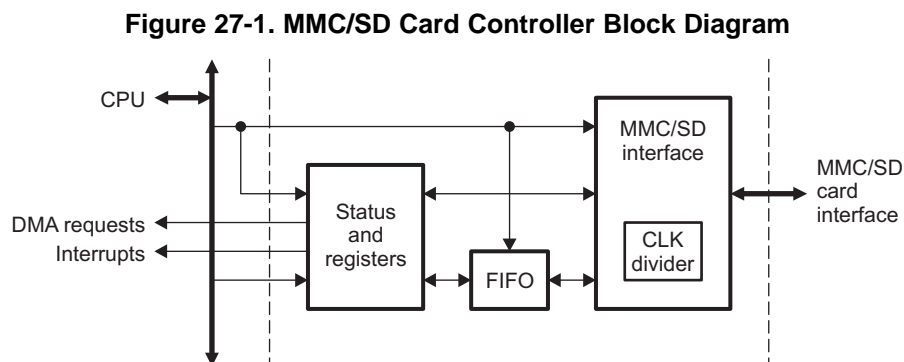 Figure 27-1. MMC/SD Card Controller Block Diagram
CPU
MMC/SD
interface
MMC/SD
card
interface
Status
and
registers
DMA requests
Interrupts
CLK
divider
FIFO